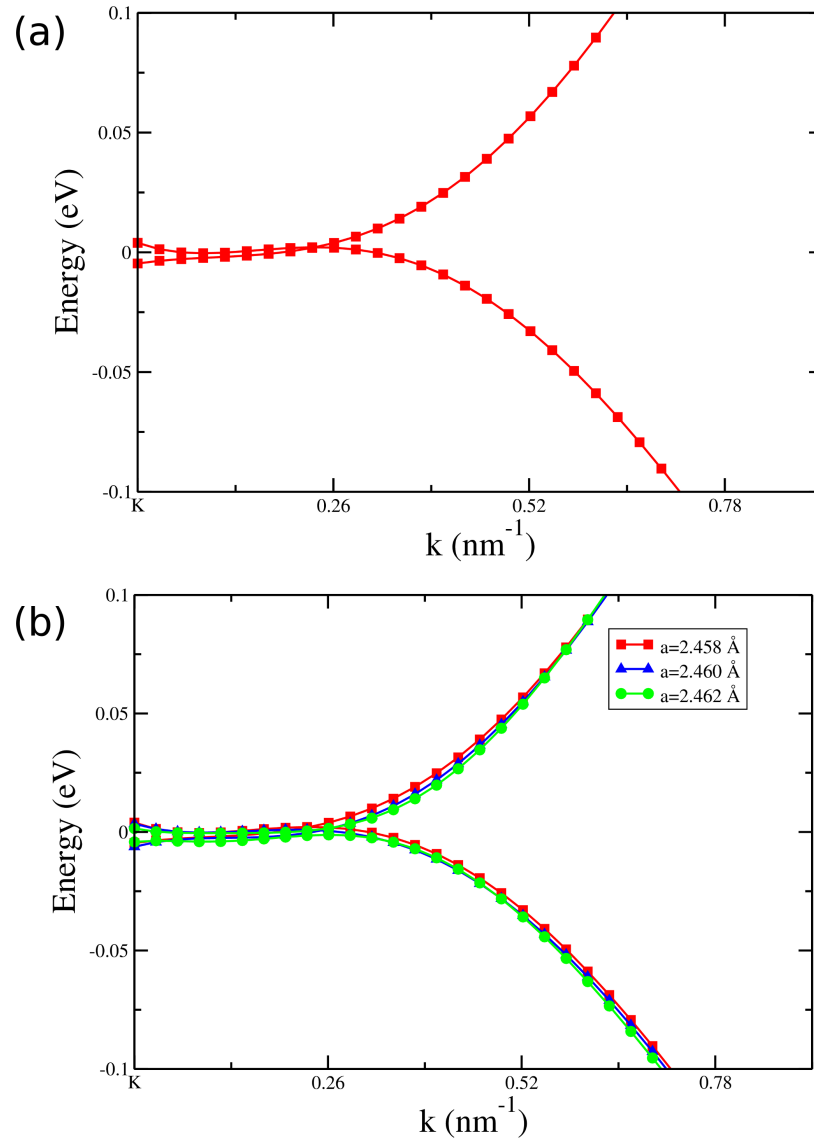 (a)
0.1
0.05
0
-0.05
-0.1
Energy (eV)
K
0.26
0.52
0.78
k (nm⁻¹)
(b)
0.1
0.05
0
-0.05
-0.1
Energy (eV)
a=2.458 Å
a=2.460 Å
a=2.462 Å
K
0.26
0.52
0.78
k (nm⁻¹)